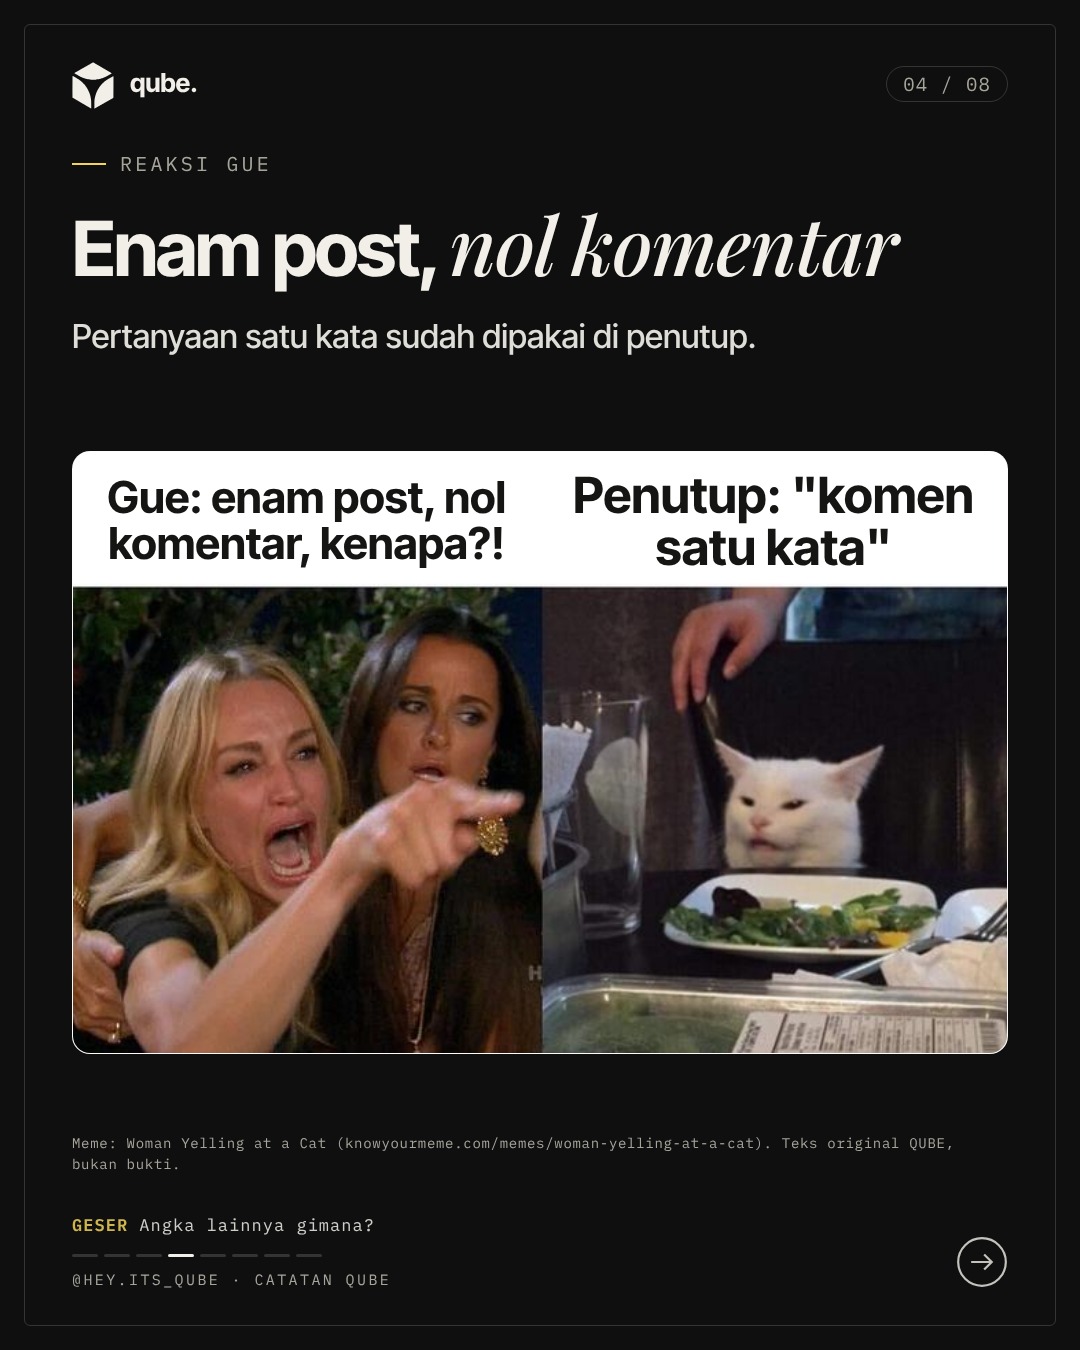 qube.
04 / 08
REAKSI GUE
Enam post, nol komentar
Pertanyaan satu kata sudah dipakai di penutup.
Gue: enam post, nol
komentar, kenapa?!
Penutup: "komen
satu kata"
H
Meme: Woman Yelling at a Cat (knowyourmeme.com/memes/woman-yelling-at-a-cat). Teks original QUBE,
bukan bukti.
GESER Angka lainnya gimana?
@HEY.ITS_QUBE · CATATAN QUBE